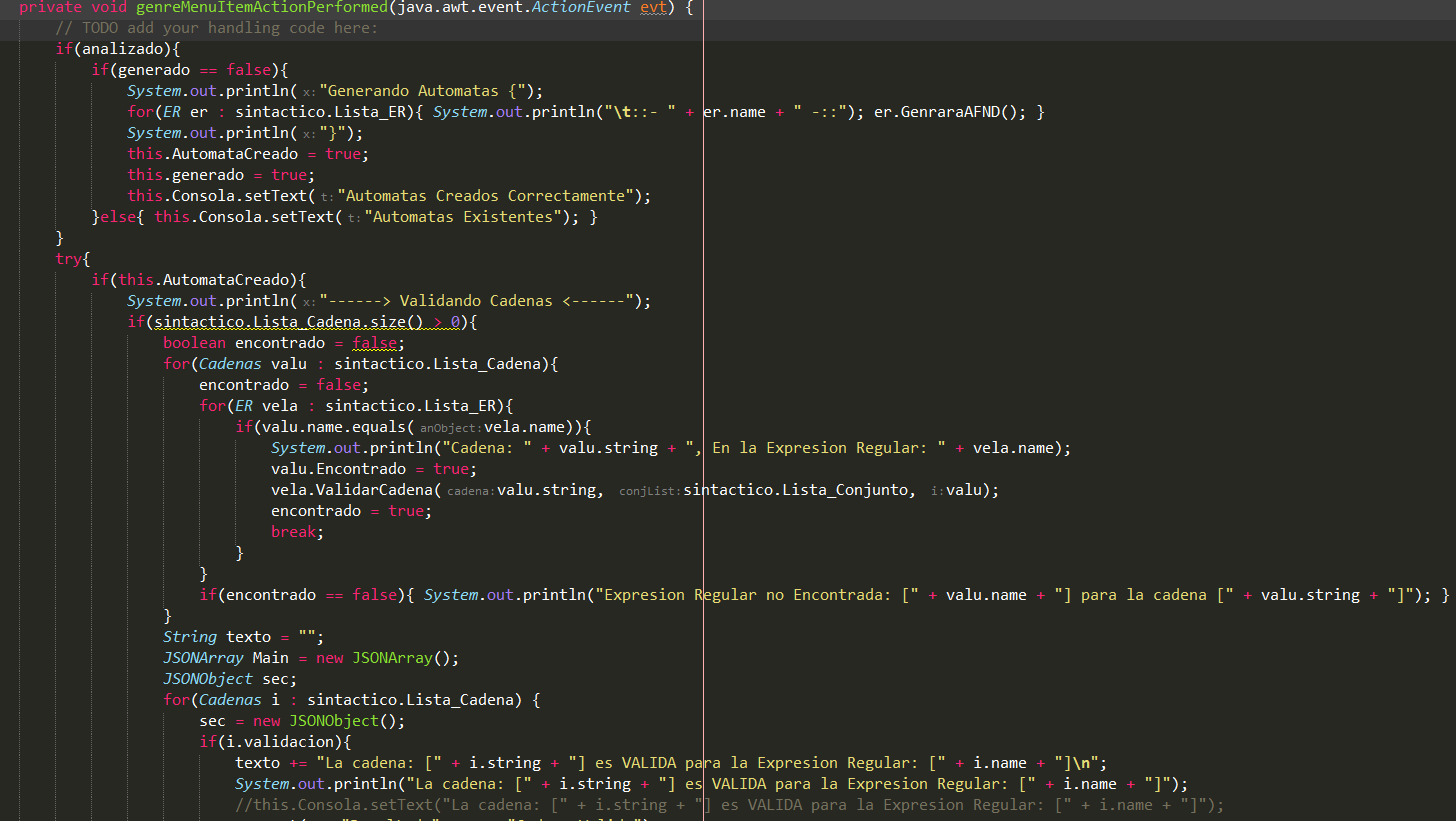 private void genreMenuItemActionPerformed(java.awt.event.ActionEvent evt) {
// TODO add your handling code here:
if(analizado){
if(generado == false){
System.out.println( x: "Generando Automatas {");
for(ER er : sintactico.Lista_ER){ System.out.println("\t::- " + er.name + " -::"); er.GenraraAFND(); }
System.out.println( x: "}");
this.AutomataCreado = true;
this.generado = true;
this.Consola.setText( t: "Automatas Creados Correctamente");
}else{ this.Consola.setText( t: "Automatas Existentes"); }
}
try{
if(this.AutomataCreado){
System.out.println( x: "------> Validando Cadenas <------");
if(sintactico.Lista_Cadena.size() > 0){
boolean encontrado = false;
for(Cadenas valu : sintactico.Lista_Cadena){
encontrado = false;
for(ER vela : sintactico.Lista_ER){
if(valu.name.equals( anObject: vela.name)){
System.out.println("Cadena: " + valu.string + ", En la Expresion Regular: " + vela.name);
valu.Encontrado = true;
vela.ValidarCadena( cadena: valu.string, conjList: sintactico.Lista_Conjunto, i: valu);
encontrado = true;
break;
}
}
if(encontrado == false){ System.out.println("Expresion Regular no Encontrada: [" + valu.name + "] para la cadena [" + valu.string + "]"); }
}
String texto = "";
JSONArray Main = new JSONArray();
JSONObject sec;
for(Cadenas i : sintactico.Lista_Cadena) {
sec = new JSONObject();
if(i.validacion){
texto += "La cadena: [" + i.string + "] es VALIDA para la Expresion Regular: [" + i.name + "]\n";
System.out.println("La cadena: [" + i.string + "] es VALIDA para la Expresion Regular: [" + i.name + "]");
//this.Consola.setText("La cadena: [" + i.string + "] es VALIDA para la Expresion Regular: [" + i.name + "]");